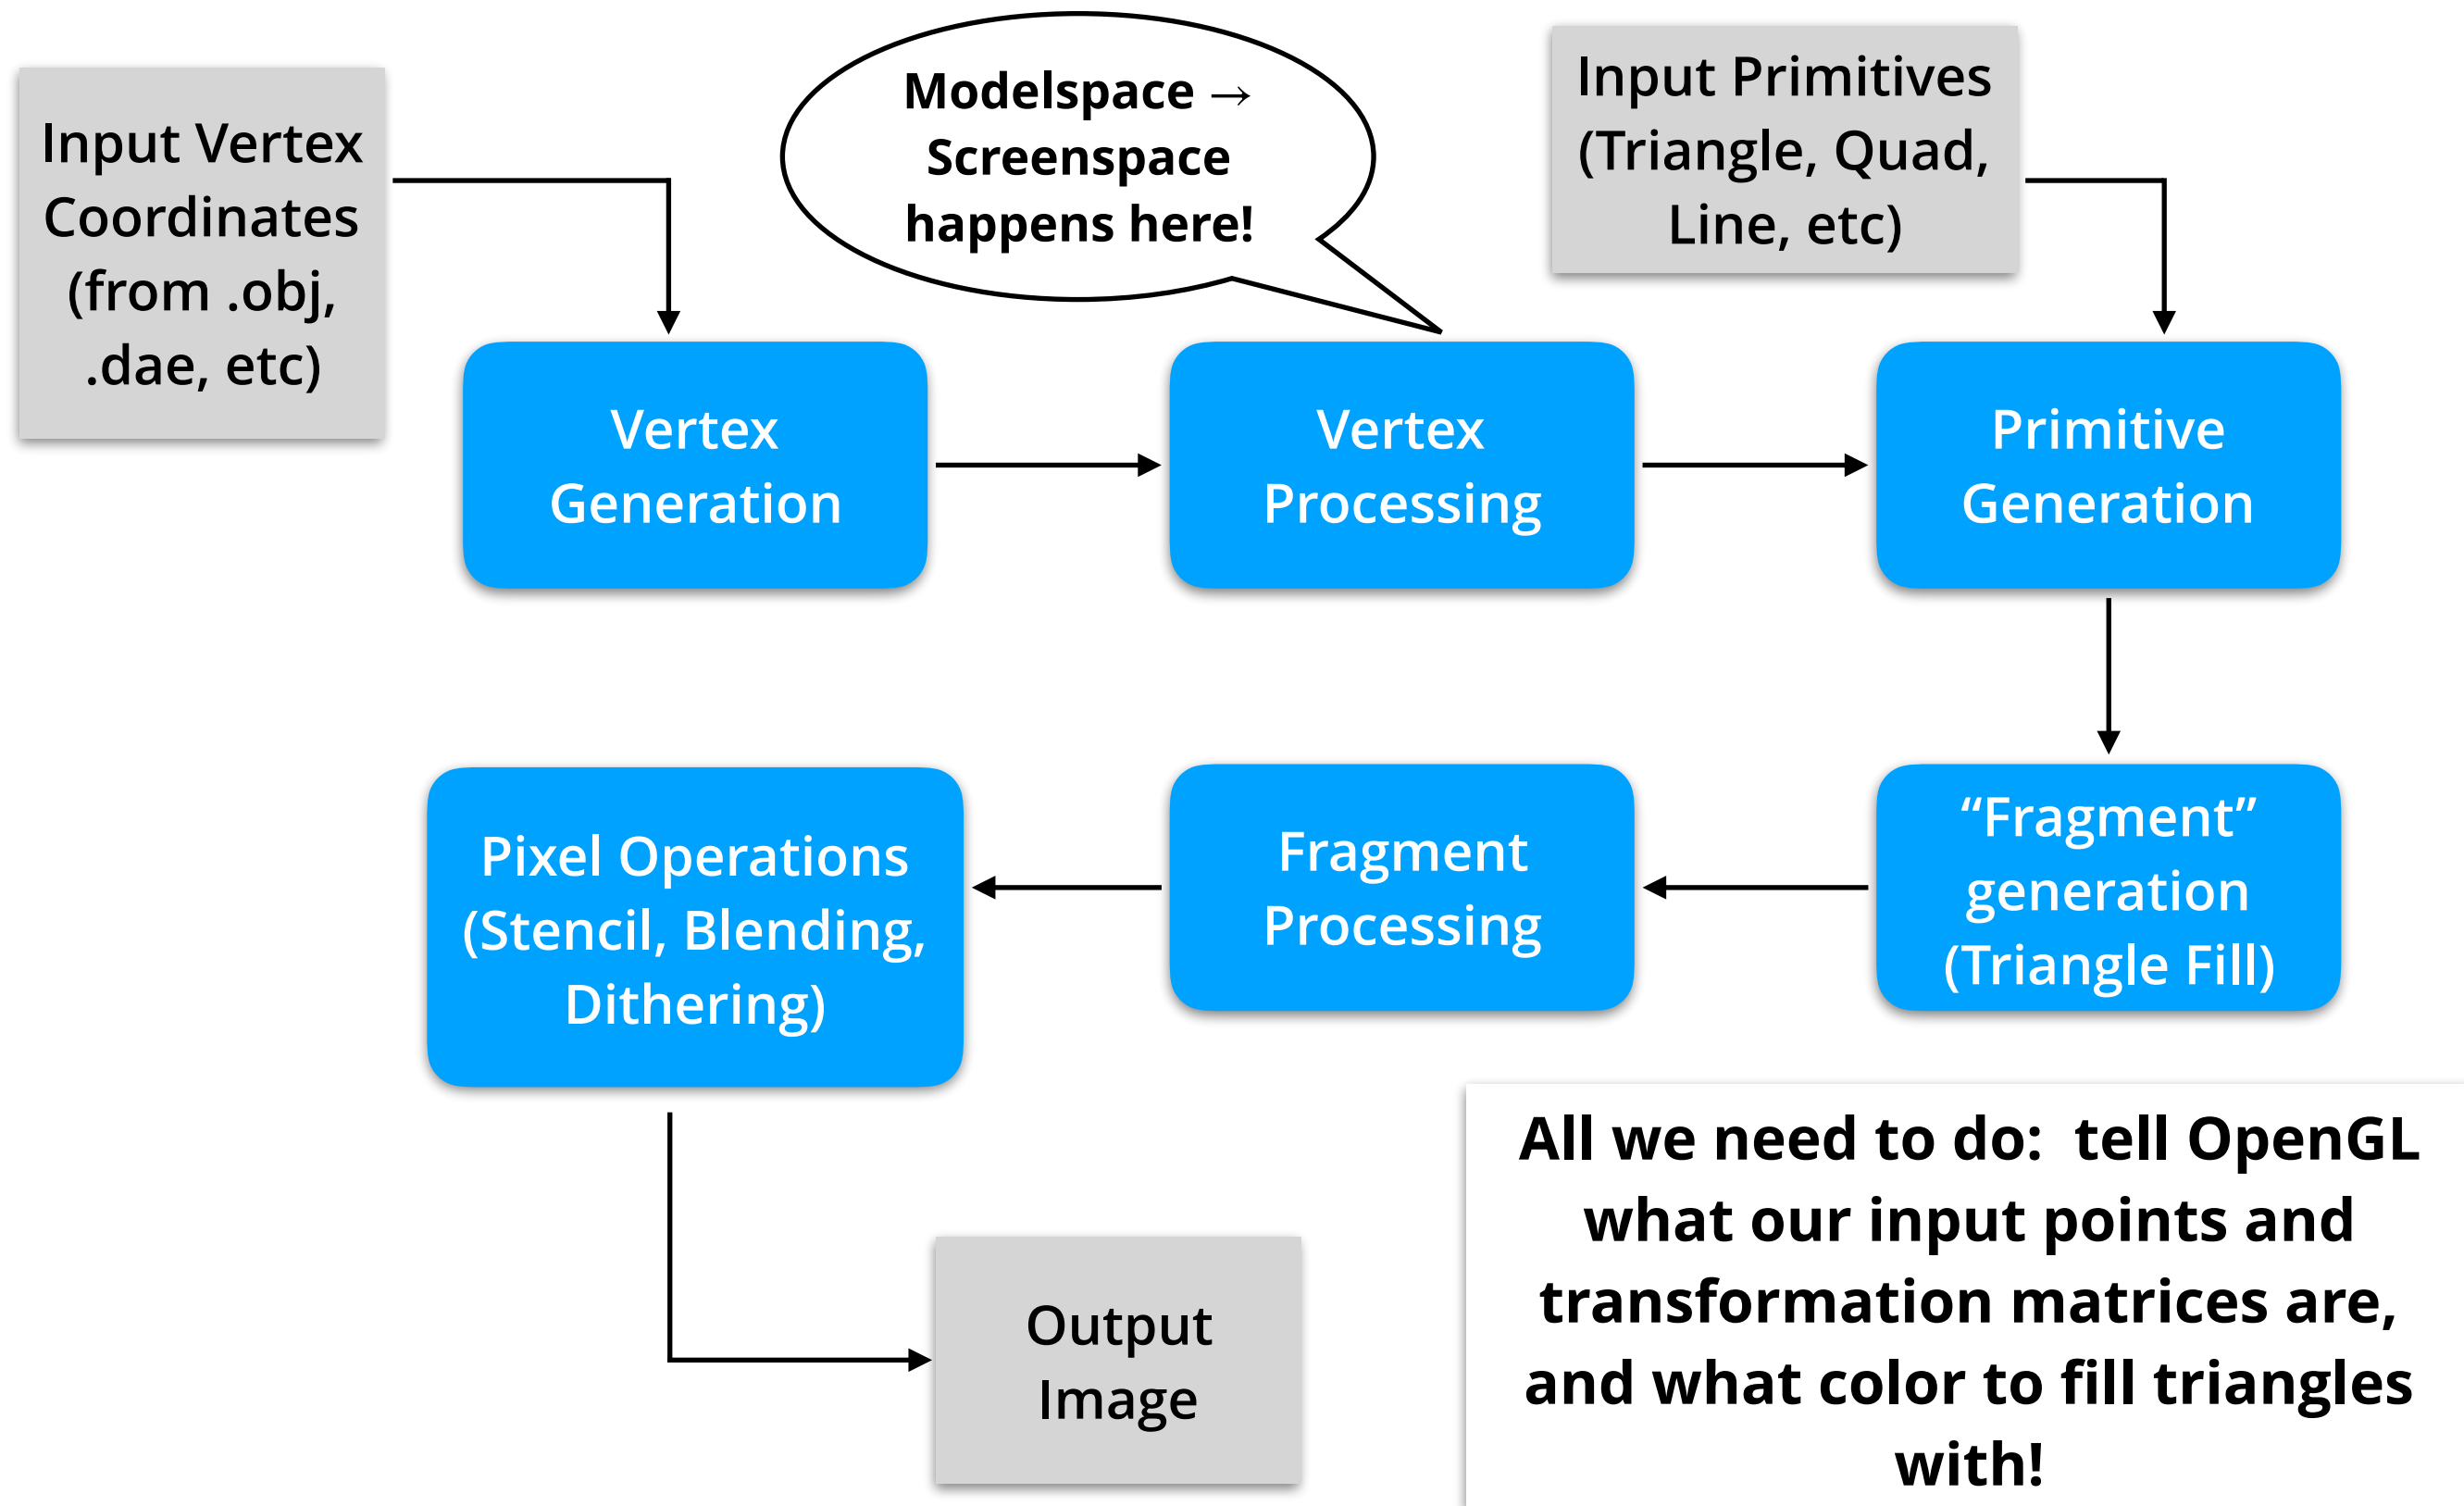 Input Vertex
Coordinates
(from .obj,
.dae, etc)
Modelspace →
Screenspace
happens here!
Input Primitives
(Triangle, Quad,
Line, etc)
Vertex
Generation
Vertex
Processing
Primitive
Generation
“Fragment”
generation
(Triangle Fill)
Fragment
Processing
Pixel Operations
(Stencil, Blending,
Dithering)
Output
Image
All we need to do:  tell OpenGL
what our input points and
transformation matrices are,
and what color to fill triangles
with!